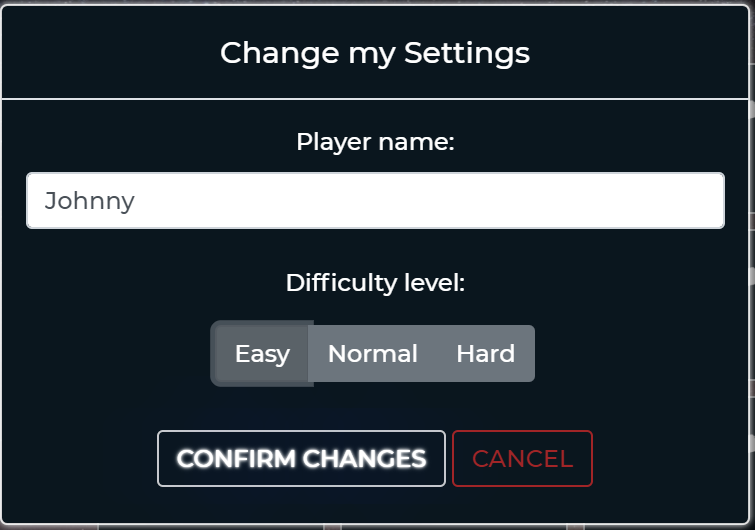 Change my Settings
Player name:
Johnny
Difficulty level:
Easy Normal Hard
CONFIRM CHANGES CANCEL